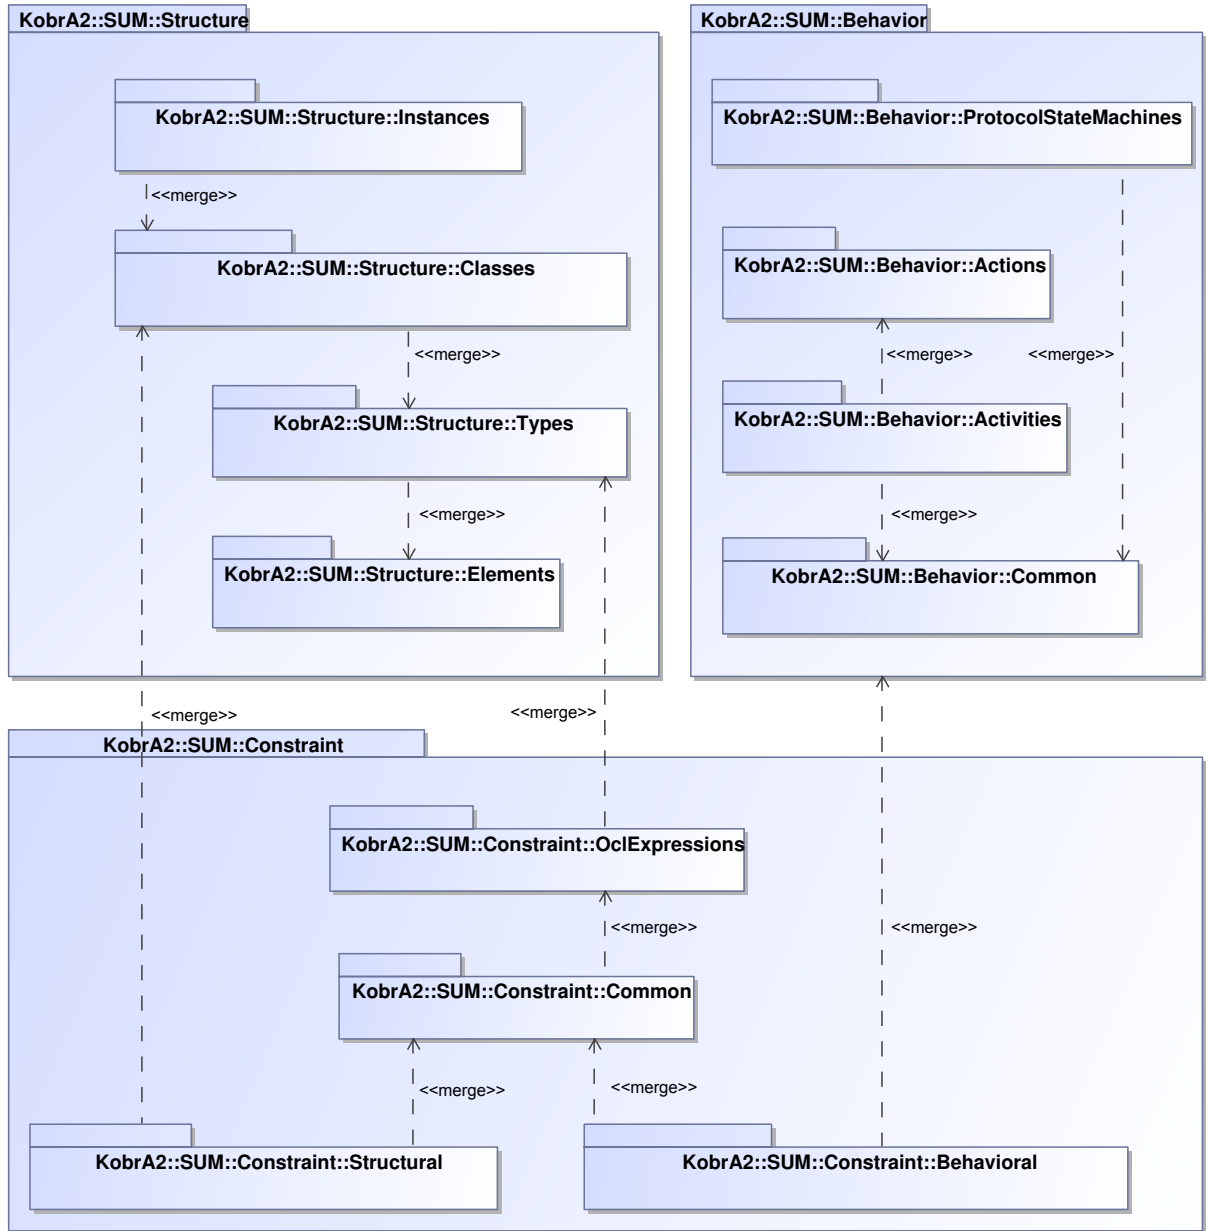 KobrA2::SUM::Structure
KobrA2::SUM::Structure::Instances
<<merge>>
KobrA2::SUM::Structure::Classes
<<merge>>
KobrA2::SUM::Structure::Types
<<merge>>
KobrA2::SUM::Structure::Elements
KobrA2::SUM::Behavior
KobrA2::SUM::Behavior::ProtocolStateMachines
KobrA2::SUM::Behavior::Actions
<<merge>>
<<merge>>
KobrA2::SUM::Behavior::Activities
<<merge>>
KobrA2::SUM::Behavior::Common
<<merge>>
<<merge>>
KobrA2::SUM::Constraint
KobrA2::SUM::Constraint::OclExpressions
<<merge>>
<<merge>>
KobrA2::SUM::Constraint::Common
<<merge>>
<<merge>>
KobrA2::SUM::Constraint::Structural
KobrA2::SUM::Constraint::Behavioral